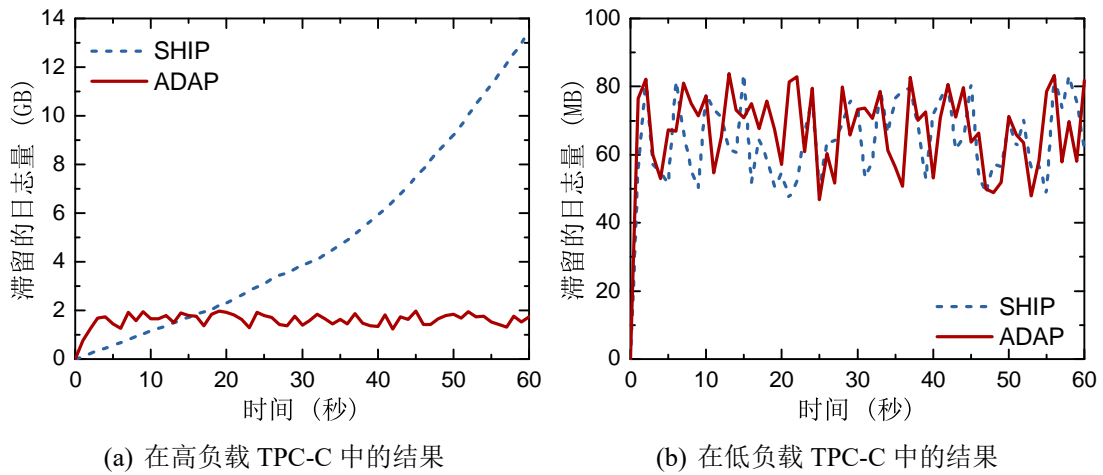 14
12
10
8
6
4
2
0
滞留的日志量 (GB)
SHIP
ADAP
0 10 20 30 40 50 60
时间 (秒)
(a) 在高负载 TPC-C 中的结果
100
80
60
40
20
0
滞留的日志量 (MB)
SHIP
ADAP
0 10 20 30 40 50 60
时间 (秒)
(b) 在低负载 TPC-C 中的结果